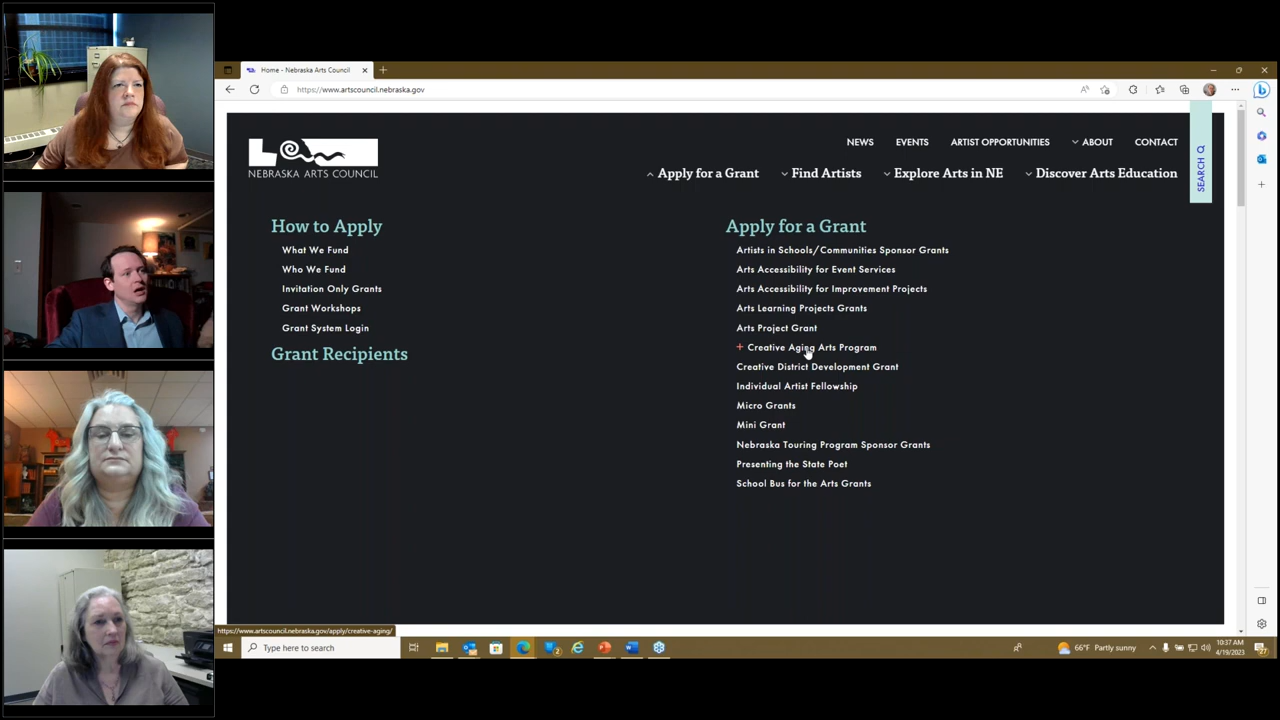 Home - Nebraska Arts Council
https://www.artscouncil.nebraska.gov
NEBRASKA ARTS COUNCIL
NEWS
EVENTS
ARTIST OPPORTUNITIES
ABOUT
CONTACT
SEARCH
Apply for a Grant
Find Artists
Explore Arts in NE
Discover Arts Education
How to Apply
What We Fund
Who We Fund
Invitation Only Grants
Grant Workshops
Grant System Login
Grant Recipients
Apply for a Grant
Artists in Schools/Communities Sponsor Grants
Arts Accessibility for Event Services
Arts Accessibility for Improvement Projects
Arts Learning Projects Grants
Arts Project Grant
+ Creative Aging Arts Program
Creative District Development Grant
Individual Artist Fellowship
Micro Grants
Mini Grant
Nebraska Touring Program Sponsor Grants
Presenting the State Poet
School Bus for the Arts Grants
https://www.artscouncil.nebraska.gov/apply/creative-aging/
Type here to search
66°F Partly sunny
10:37 AM
4/19/2023